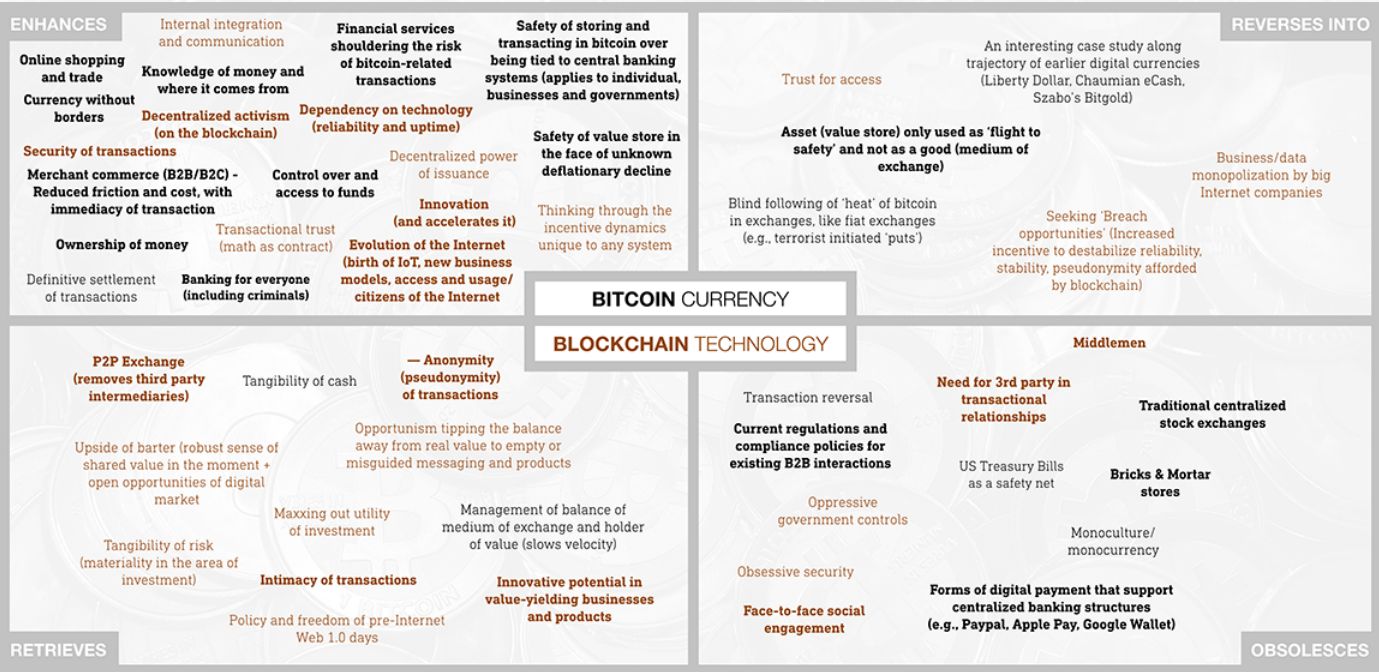 ENHANCES
Internal integration
and communication
Financial services
shouldering the risk
of bitcoin-related
transactions
Safety of storing and
transacting in bitcoin over
being tied to central banking
systems (applies to individual,
businesses and governments)
Online shopping
and trade
Knowledge of money and
where it comes from
Currency without
borders
Decentralized activism
(on the blockchain)
Dependency on technology
(reliability and uptime)
Security of transactions
Safety of value store in
the face of unknown
deflationary decline
Merchant commerce (B2B/B2C) -
Reduced friction and cost, with
immediacy of transaction
Control over and
access to funds
Decentralized power
of issuance
Innovation
(and accelerates it)
Thinking through the
incentive dynamics
unique to any system
Transactional trust
(math as contract)
Ownership of money
Evolution of the Internet
(birth of IoT, new business
models, access and usage/
citizens of the Internet
Definitive settlement
of transactions
Banking for everyone
(including criminals)
REVERSES INTO
An interesting case study along
trajectory of earlier digital currencies
(Liberty Dollar, Chaumian eCash,
Szabo's Bitgold)
Trust for access
Asset (value store) only used as 'flight to
safety' and not as a good (medium of
exchange)
Business/data
monopolization by big
Internet companies
Blind following of 'heat' of bitcoin
in exchanges, like fiat exchanges
(e.g., terrorist initiated 'puts')
Seeking 'Breach
opportunities' (Increased
incentive to destabilize reliability,
stability, pseudonymity afforded
by blockchain)
BITCOIN CURRENCY
BLOCKCHAIN TECHNOLOGY
P2P Exchange
(removes third party
intermediaries)
Tangibility of cash
— Anonymity
(pseudonymity)
of transactions
Opportunism tipping the balance
away from real value to empty or
misguided messaging and products
Upside of barter (robust sense of
shared value in the moment +
open opportunities of digital
market
Maxxing out utility
of investment
Management of balance of
medium of exchange and holder
of value (slows velocity)
Tangibility of risk
(materiality in the area of
investment)
Intimacy of transactions
Innovative potential in
value-yielding businesses
and products
Policy and freedom of pre-Internet
Web 1.0 days
RETRIEVES
Middlemen
Need for 3rd party in
transactional
relationships
Transaction reversal
Traditional centralized
stock exchanges
Current regulations and
compliance policies for
existing B2B interactions
US Treasury Bills
as a safety net
Bricks & Mortar
stores
Oppressive
government controls
Monoculture/
monocurrency
Obsessive security
Forms of digital payment that support
centralized banking structures
(e.g., Paypal, Apple Pay, Google Wallet)
Face-to-face social
engagement
OBSOLESCES